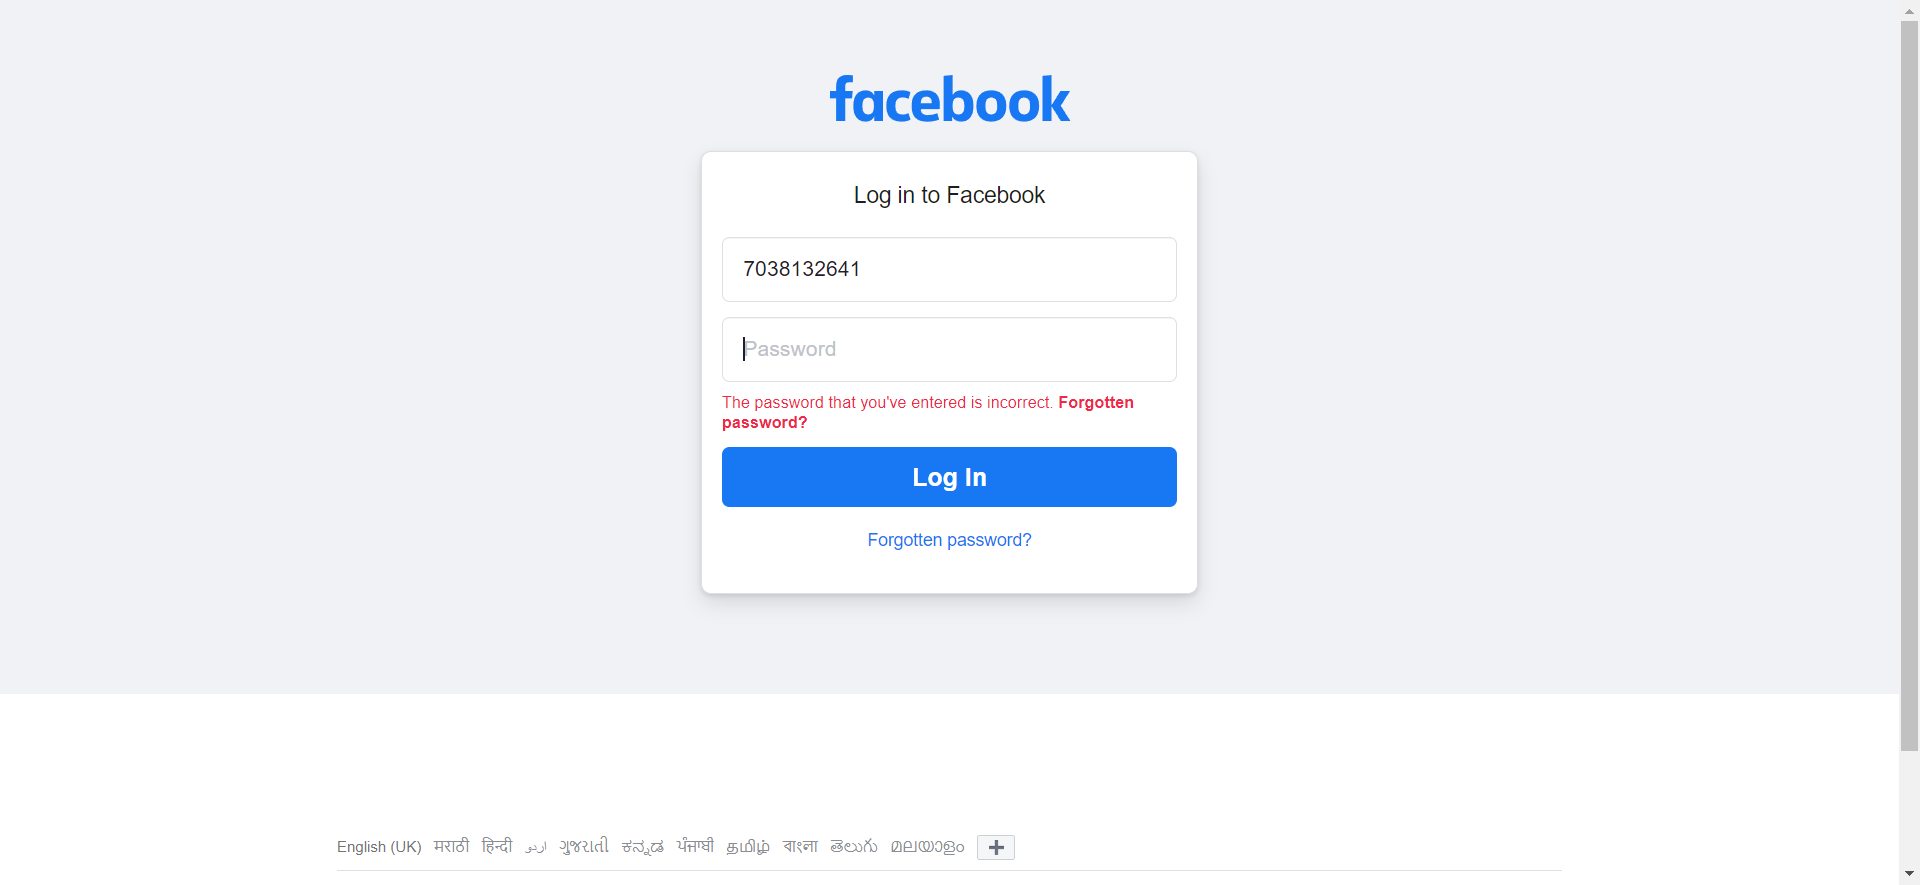 facebook
Log in to Facebook
7038132641
Password
The password that you've entered is incorrect. Forgotten
password?
Log In
Forgotten password?
English (UK) मराठी हिन्दी اردو ગુજરાતી ಕನ್ನಡ ਪੰਜਾਬੀ தமிழ் বাংলা తెలుగు മലയാളം